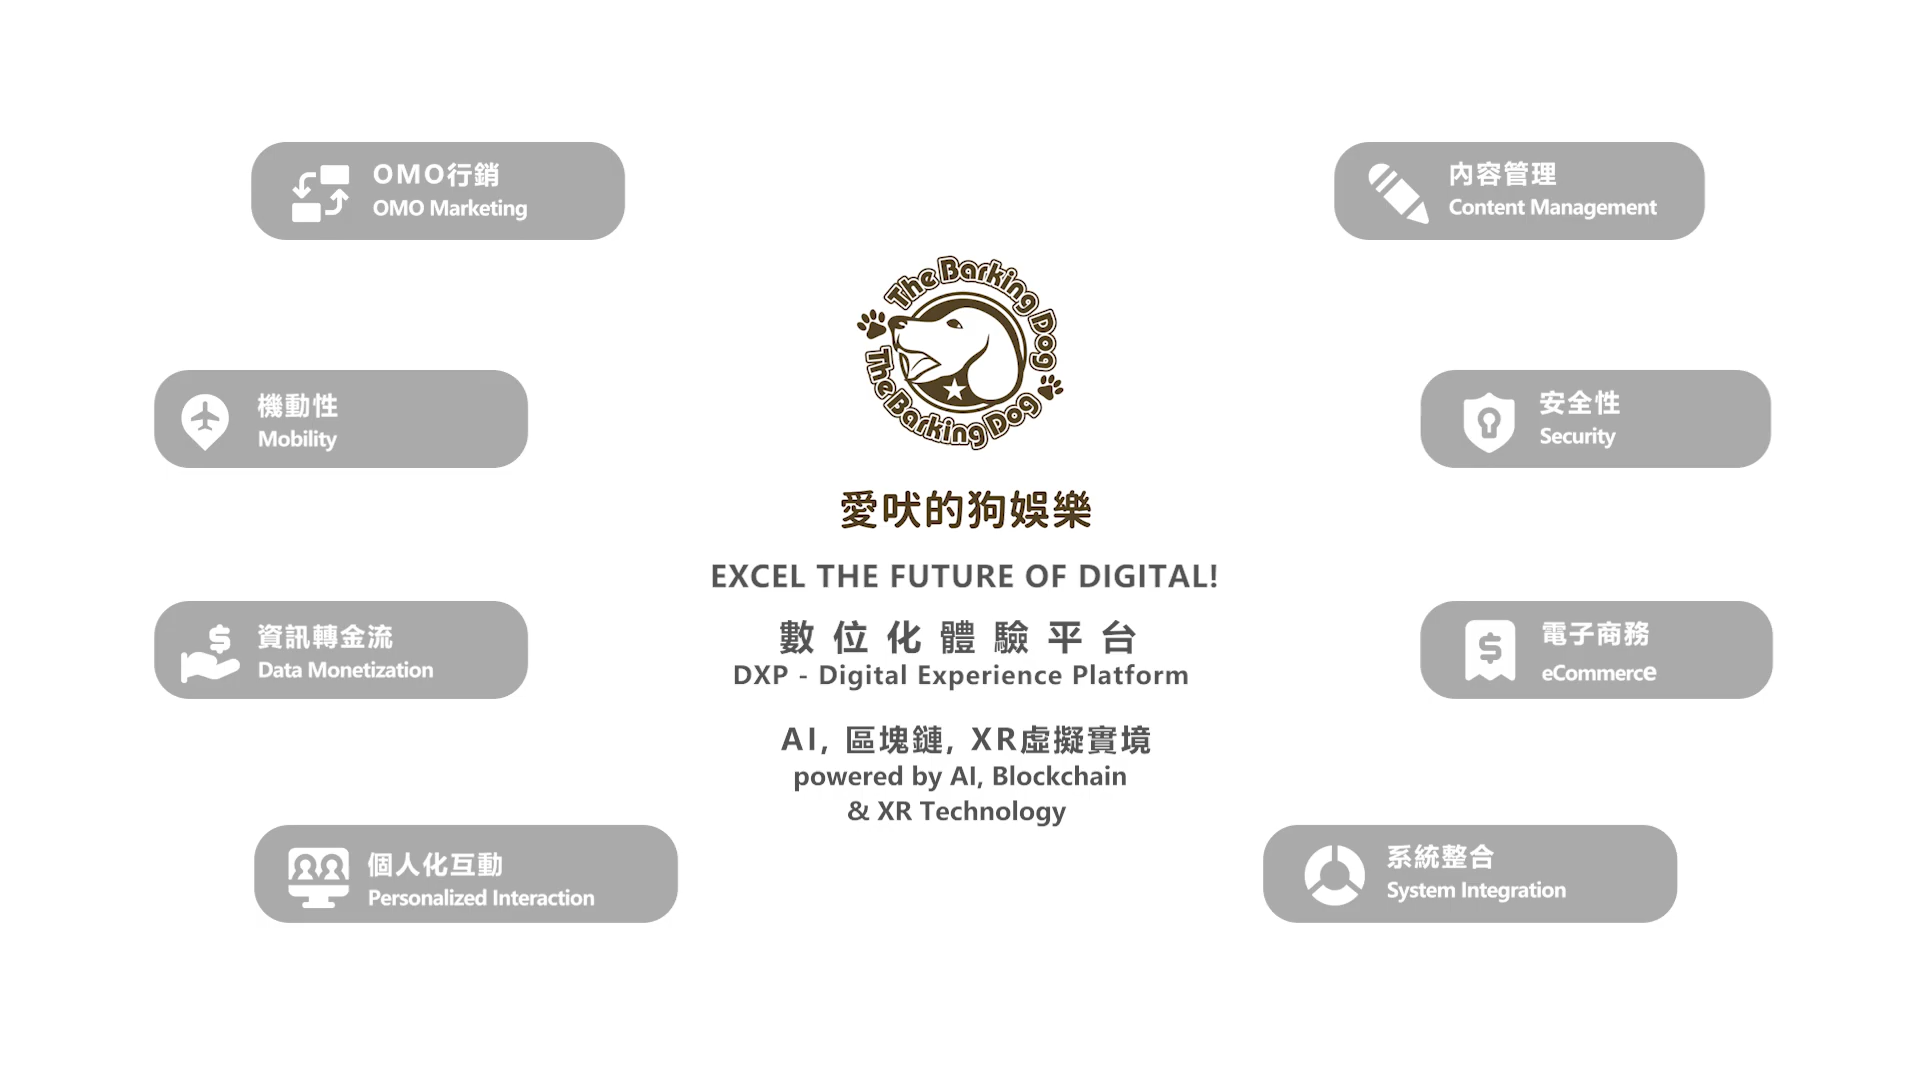 OMO行銷
OMO Marketing
機動性
Mobility
資訊轉金流
Data Monetization
個人化互動
Personalized Interaction
The Barking Dog
The Barking Dog
愛吠的狗娛樂
EXCEL THE FUTURE OF DIGITAL!
數位化體驗平台
DXP - Digital Experience Platform
AI, 區塊鏈, XR虛擬實境
powered by AI, Blockchain
& XR Technology
內容管理
Content Management
安全性
Security
電子商務
eCommerce
系統整合
System Integration